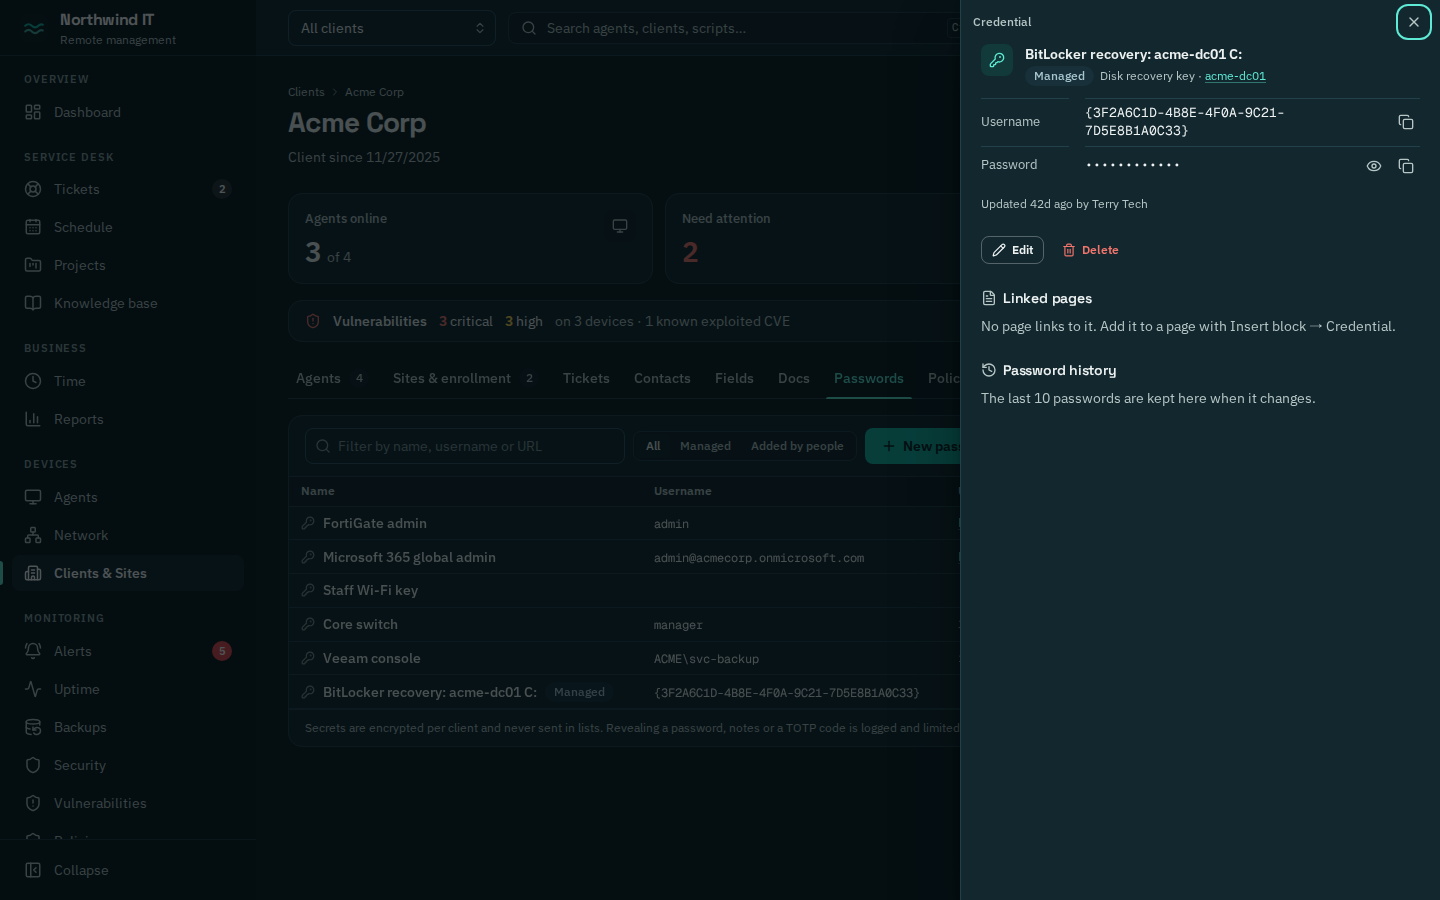 Northwind IT
Remote management
OVERVIEW
Dashboard
SERVICE DESK
Tickets 2
Schedule
Projects
Knowledge base
BUSINESS
Time
Reports
DEVICES
Agents
Network
Clients & Sites
MONITORING
Alerts 5
Uptime
Backups
Security
Vulnerabilities
Collapse
All clients
Search agents, clients, scripts...
Clients > Acme Corp
Acme Corp
Client since 11/27/2025
Agents online
3 of 4
Need attention
2
Vulnerabilities 3 critical 3 high on 3 devices · 1 known exploited CVE
Agents 4 Sites & enrollment 2 Tickets Contacts Fields Docs Passwords
Filter by name, username or URL
All Managed Added by people
+ New
Name Username
FortiGate admin admin
Microsoft 365 global admin admin@acmecorp.onmicrosoft.com
Staff Wi-Fi key
Core switch manager
Veeam console ACME\svc-backup
BitLocker recovery: acme-dc01 C: Managed {3F2A6C1D-4B8E-4F0A-9C21-7D5E8B1A0C33}
Secrets are encrypted per client and never sent in lists. Revealing a password, notes or a TOTP code is logged and limited
Credential
BitLocker recovery: acme-dc01 C:
Managed Disk recovery key · acme-dc01
Username {3F2A6C1D-4B8E-4F0A-9C21-
7D5E8B1A0C33}
Password ••••••••••••
Updated 42d ago by Terry Tech
Edit Delete
Linked pages
No page links to it. Add it to a page with Insert block → Credential.
Password history
The last 10 passwords are kept here when it changes.